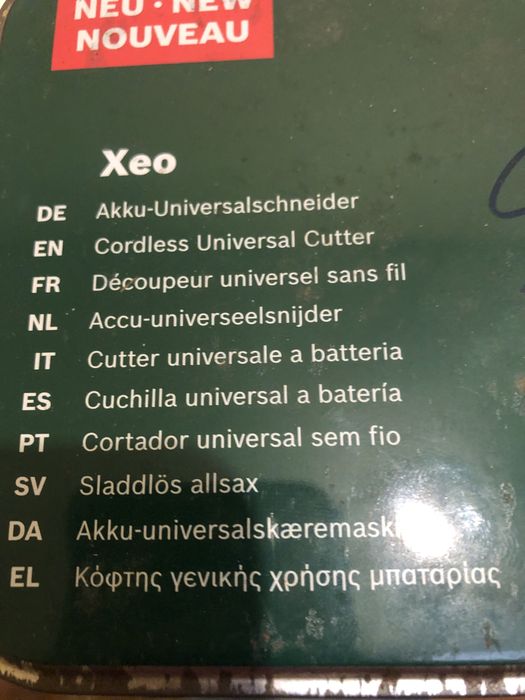 NEU · NEW
NOUVEAU
Xeo
DE Akku-Universalschneider
EN Cordless Universal Cutter
FR Découpeur universel sans fil
NL Accu-universeelsnijder
IT Cutter universale a batteria
ES Cuchilla universal a batería
PT Cortador universal sem fio
SV Sladdlös allsax
DA
EL Κόφτης γενικής χρήσης μπαταρίας